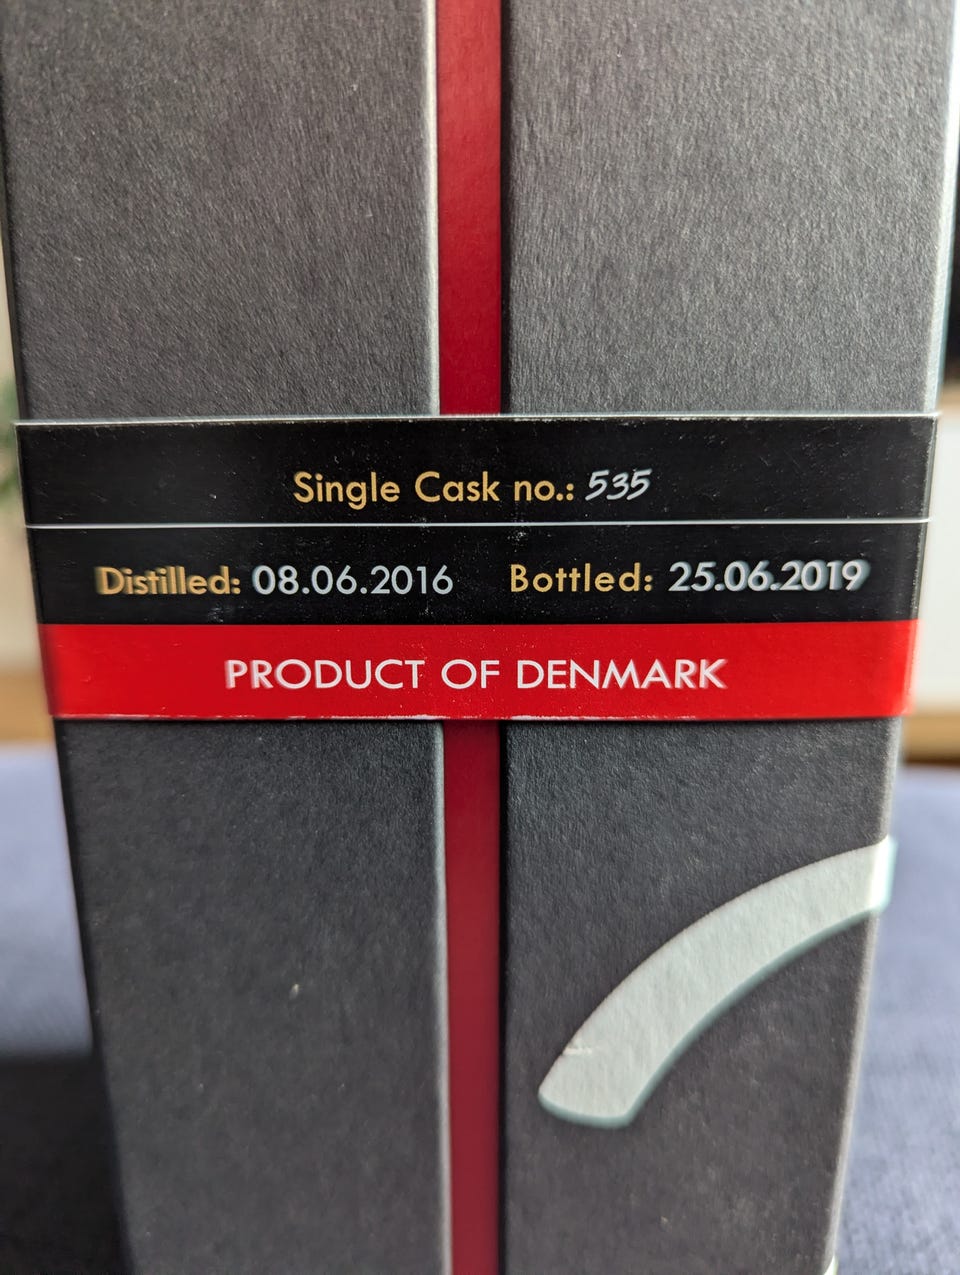 Single Cask no.: 535
Distilled: 08.06.2016 Bottled: 25.06.2019
PRODUCT OF DENMARK